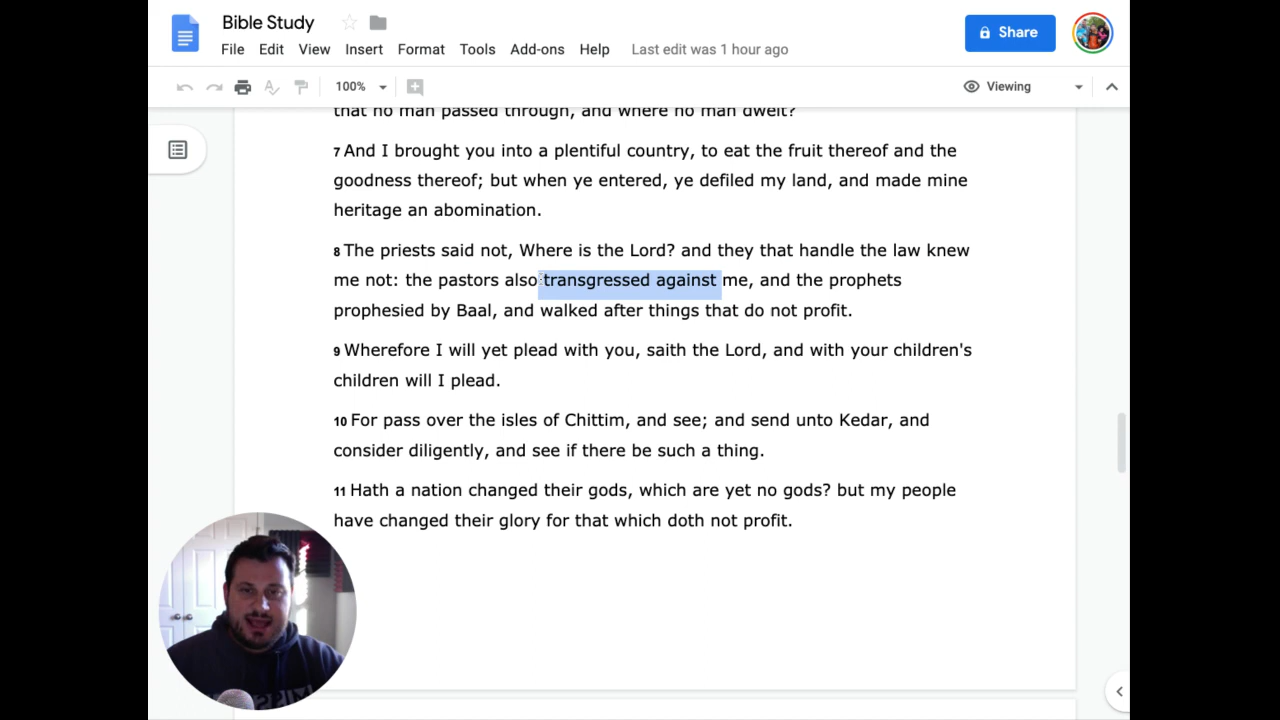 Bible Study
File Edit View Insert Format Tools Add-ons Help Last edit was 1 hour ago
Share
100%
Viewing
that no man passed through, and where no man dwelt?
7 And I brought you into a plentiful country, to eat the fruit thereof and the
goodness thereof; but when ye entered, ye defiled my land, and made mine
heritage an abomination.
8 The priests said not, Where is the Lord? and they that handle the law knew
me not: the pastors also transgressed against me, and the prophets
prophesied by Baal, and walked after things that do not profit.
9 Wherefore I will yet plead with you, saith the Lord, and with your children's
children will I plead.
10 For pass over the isles of Chittim, and see; and send unto Kedar, and
consider diligently, and see if there be such a thing.
11 Hath a nation changed their gods, which are yet no gods? but my people
have changed their glory for that which doth not profit.